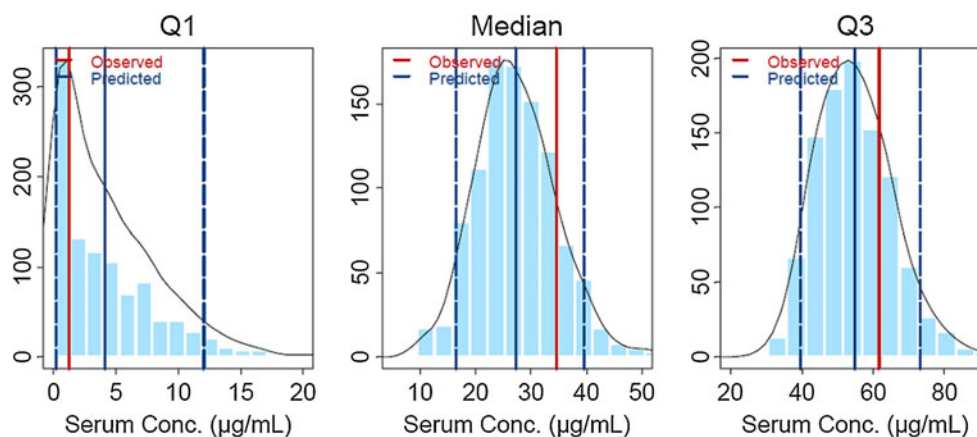 Q1
Observed
Predicted
0 100 200 300
0 5 10 15 20
Serum Conc. (µg/mL)
Median
Observed
Predicted
0 50 100 150
10 20 30 40 50
Serum Conc. (µg/mL)
Q3
Observed
Predicted
0 50 100 150 200
20 40 60 80
Serum Conc. (µg/mL)